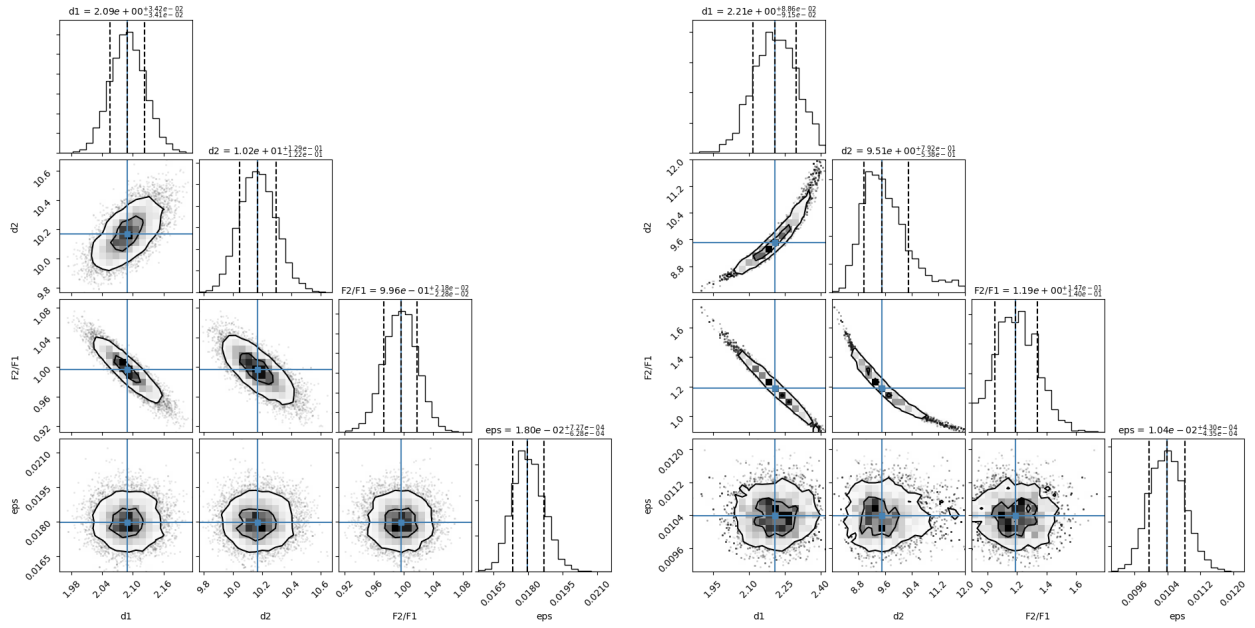 d1 = 2.09e + 00 +3.42e−02 −3.41e−02
d2 = 1.02e + 01 +1.29e−01 −1.22e−01
F2/F1 = 9.96e − 01 +2.18e−02 −2.28e−02
eps = 1.80e − 02 +7.27e−04 −6.28e−04
d2
10.6
10.4
10.2
10.0
9.8
F2/F1
1.08
1.04
1.00
0.96
0.92
eps
0.0210
0.0195
0.0180
0.0165
1.98 2.04 2.10 2.16
d1
9.8 10.0 10.2 10.4 10.6
d2
0.92 0.96 1.00 1.04 1.08
F2/F1
0.0165 0.0180 0.0195 0.0210
eps
d1 = 2.21e + 00 +8.86e−02 −9.15e−02
d2 = 9.51e + 00 +7.92e−01 −5.38e−01
F2/F1 = 1.19e + 00 +1.47e−01 −1.40e−01
eps = 1.04e − 02 +4.30e−04 −4.35e−04
d2
12.0
11.2
10.4
9.6
8.8
F2/F1
1.6
1.4
1.2
1.0
eps
0.0120
0.0112
0.0104
0.0096
1.95 2.10 2.25 2.40
d1
8.8 9.6 10.4 11.2 12.0
d2
1.0 1.2 1.4 1.6
F2/F1
0.0096 0.0104 0.0112 0.0120
eps